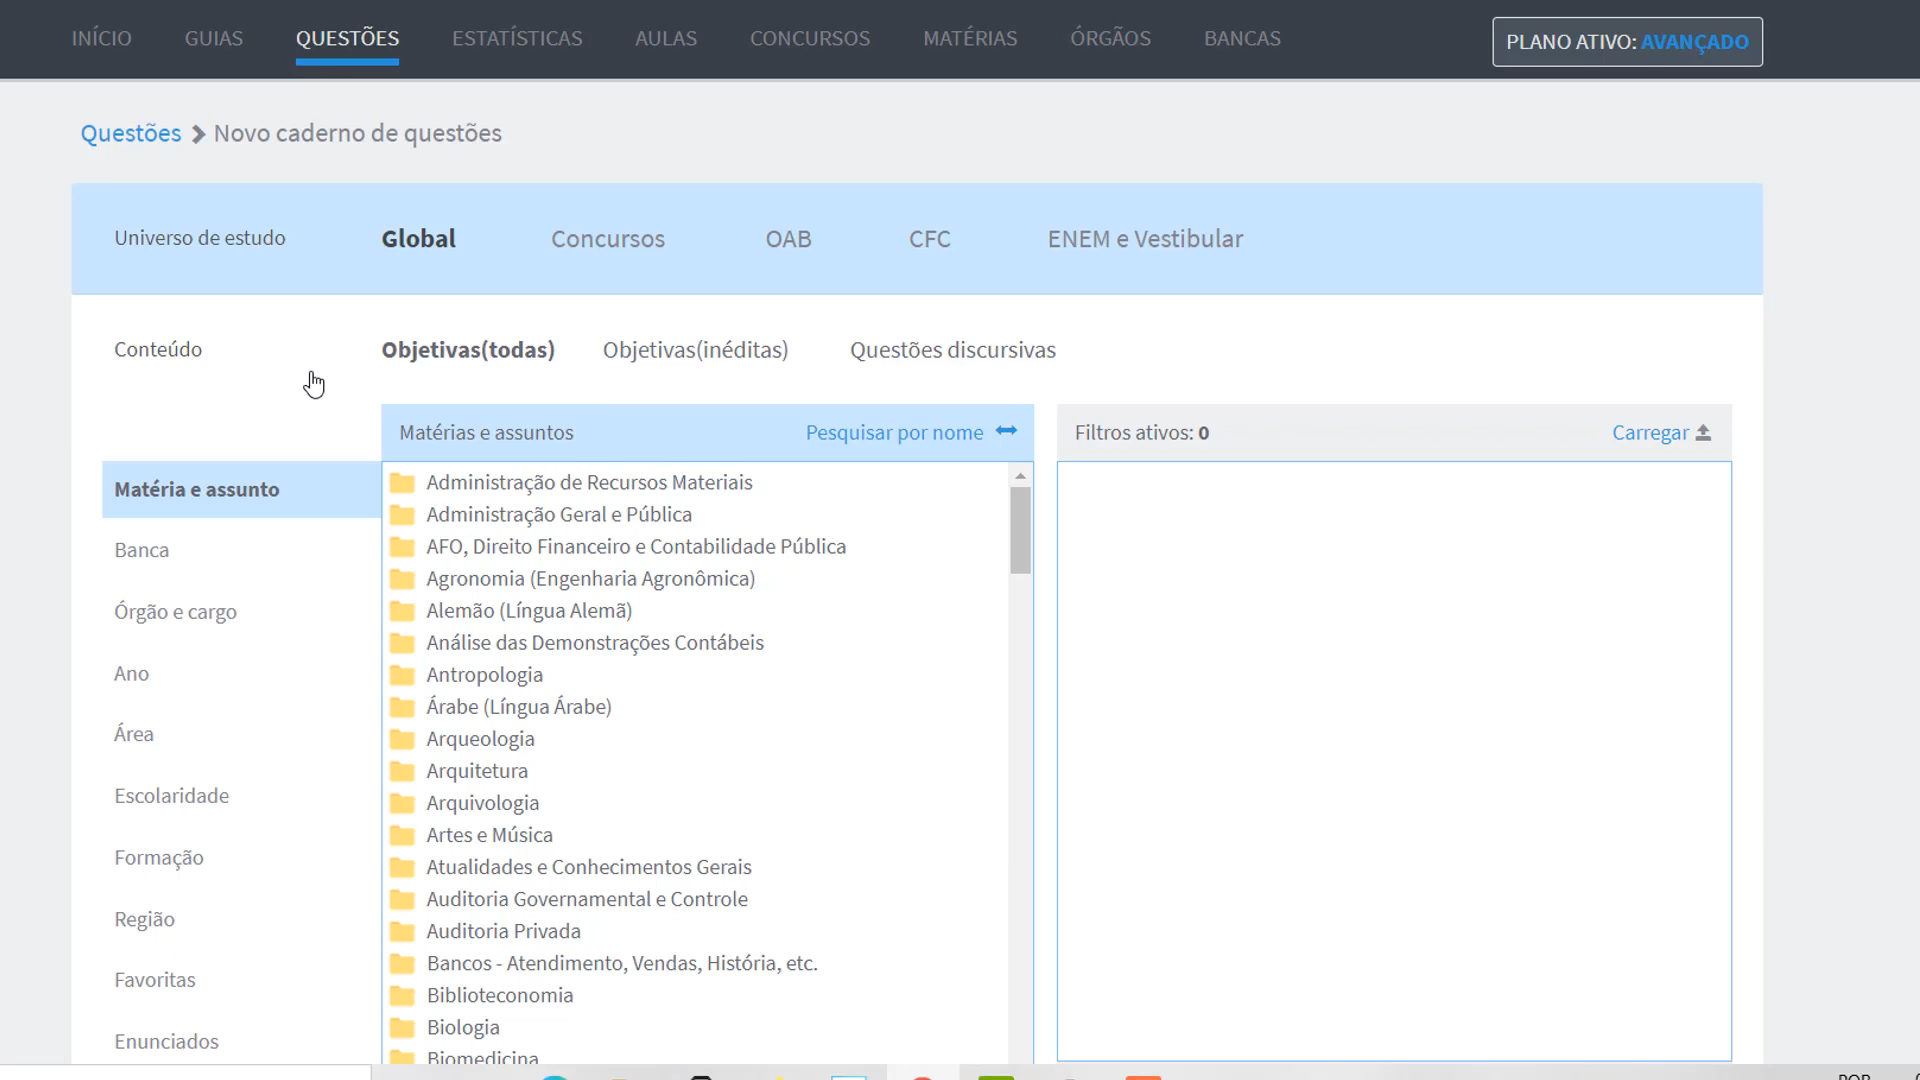 INÍCIO GUIAS QUESTÕES ESTATÍSTICAS AULAS CONCURSOS MATÉRIAS ÓRGÃOS BANCAS PLANO ATIVO: AVANÇADO
Questões Novo caderno de questões
Universo de estudo Global Concursos OAB CFC ENEM e Vestibular
Conteúdo Objetivas(todas) Objetivas(inéditas) Questões discursivas
Matérias e assuntos Pesquisar por nome Filtros ativos: 0 Carregar
Matéria e assunto
Banca
Órgão e cargo
Ano
Área
Escolaridade
Formação
Região
Favoritas
Enunciados
Administração de Recursos Materiais
Administração Geral e Pública
AFO, Direito Financeiro e Contabilidade Pública
Agronomia (Engenharia Agronômica)
Alemão (Língua Alemã)
Análise das Demonstrações Contábeis
Antropologia
Árabe (Língua Árabe)
Arqueologia
Arquitetura
Arquivologia
Artes e Música
Atualidades e Conhecimentos Gerais
Auditoria Governamental e Controle
Auditoria Privada
Bancos - Atendimento, Vendas, História, etc.
Biblioteconomia
Biologia
Biomedicina
POR